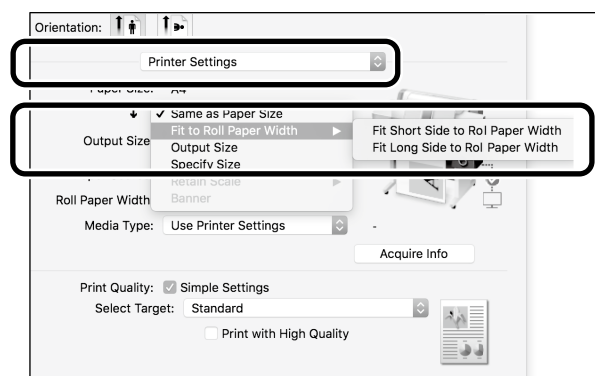 Orientation:
Printer Settings
Paper Size: A4
✓ Same as Paper Size
Fit to Roll Paper Width
Fit Short Side to Rol Paper Width
Output Size
Output Size
Fit Long Side to Rol Paper Width
Specify Size
Retain Scale
Roll Paper Width
Banner
Media Type: Use Printer Settings
-
Acquire Info
Print Quality: Simple Settings
Select Target: Standard
Print with High Quality